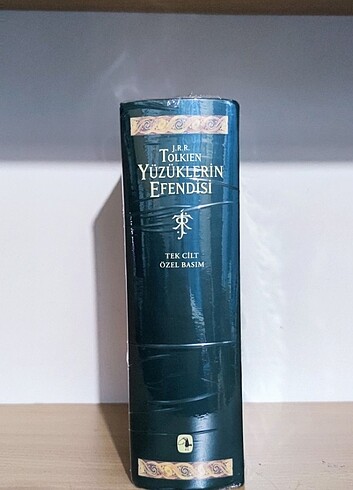 J.R.R.
TOLKIEN
YÜZÜKLERİN
EFENDİSİ
TEK CİLT
ÖZEL BASIM